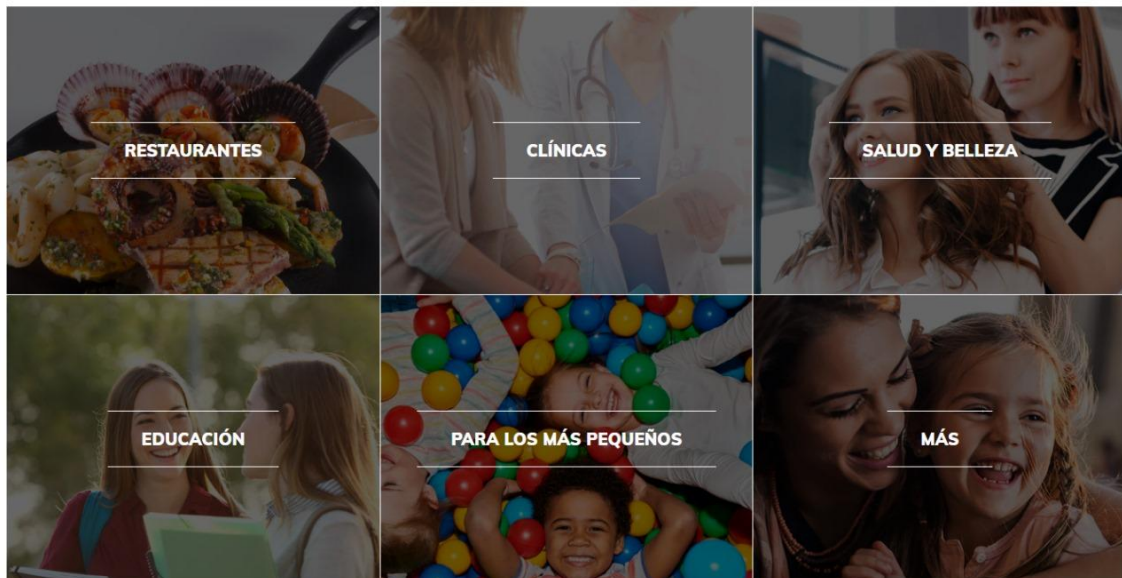 RESTAURANTES
CLÍNICAS
SALUD Y BELLEZA
EDUCACIÓN
PARA LOS MÁS PEQUEÑOS
MÁS